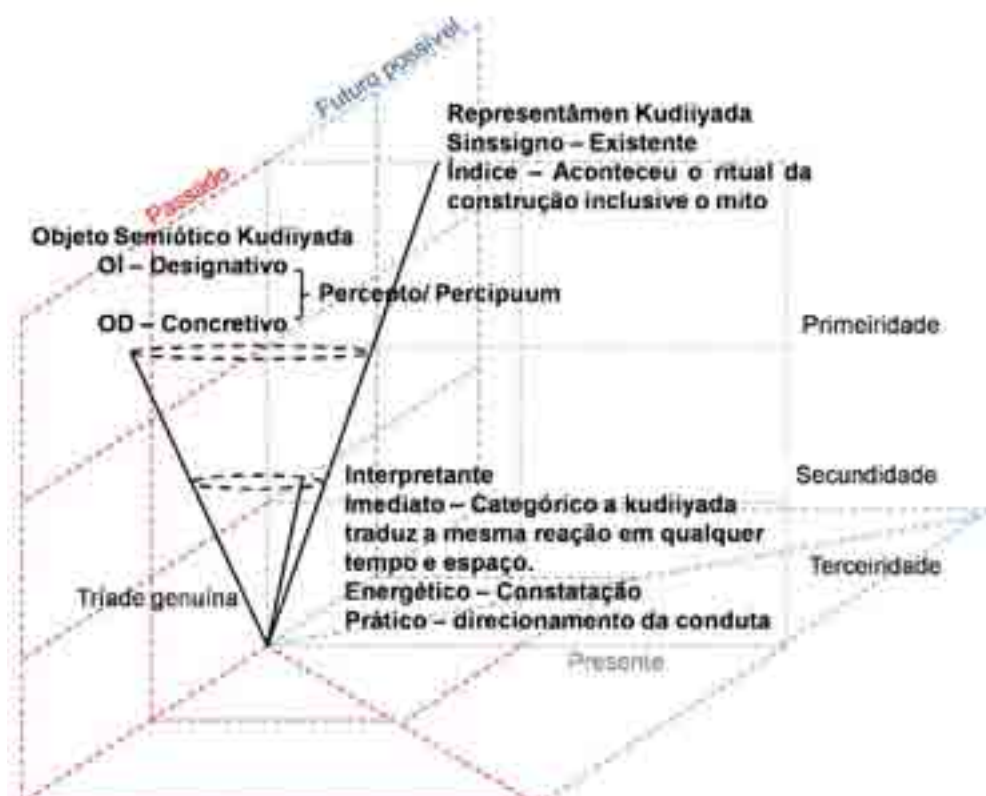 Futuro possível
Passado
Representâmen Kudiiyada
Sinssigno – Existente
Índice – Aconteceu o ritual da
construção inclusive o mito
Objeto Semiótico Kudiiyada
OI – Designativo
Percepto/ Percipuum
OD – Concretivo
Primeiridade
Secundidade
Terceiridade
Interpretante
Imediato – Categórico a kudiiyada
traduz a mesma reação em qualquer
tempo e espaço.
Energético – Constatação
Prático – direcionamento da conduta
Tríade genuína
Presente